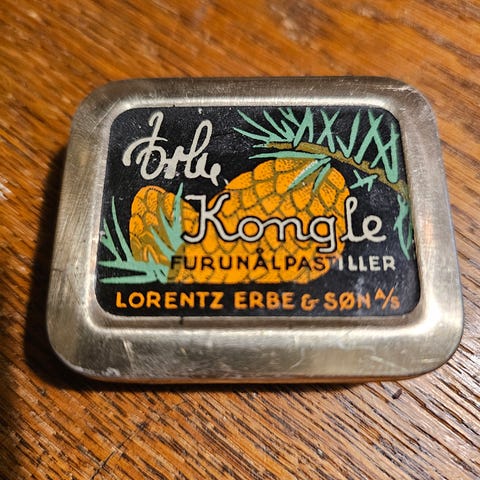 Erbe
Kongle
FURUNÅLPASTILLER
LORENTZ ERBE & SØN A/S